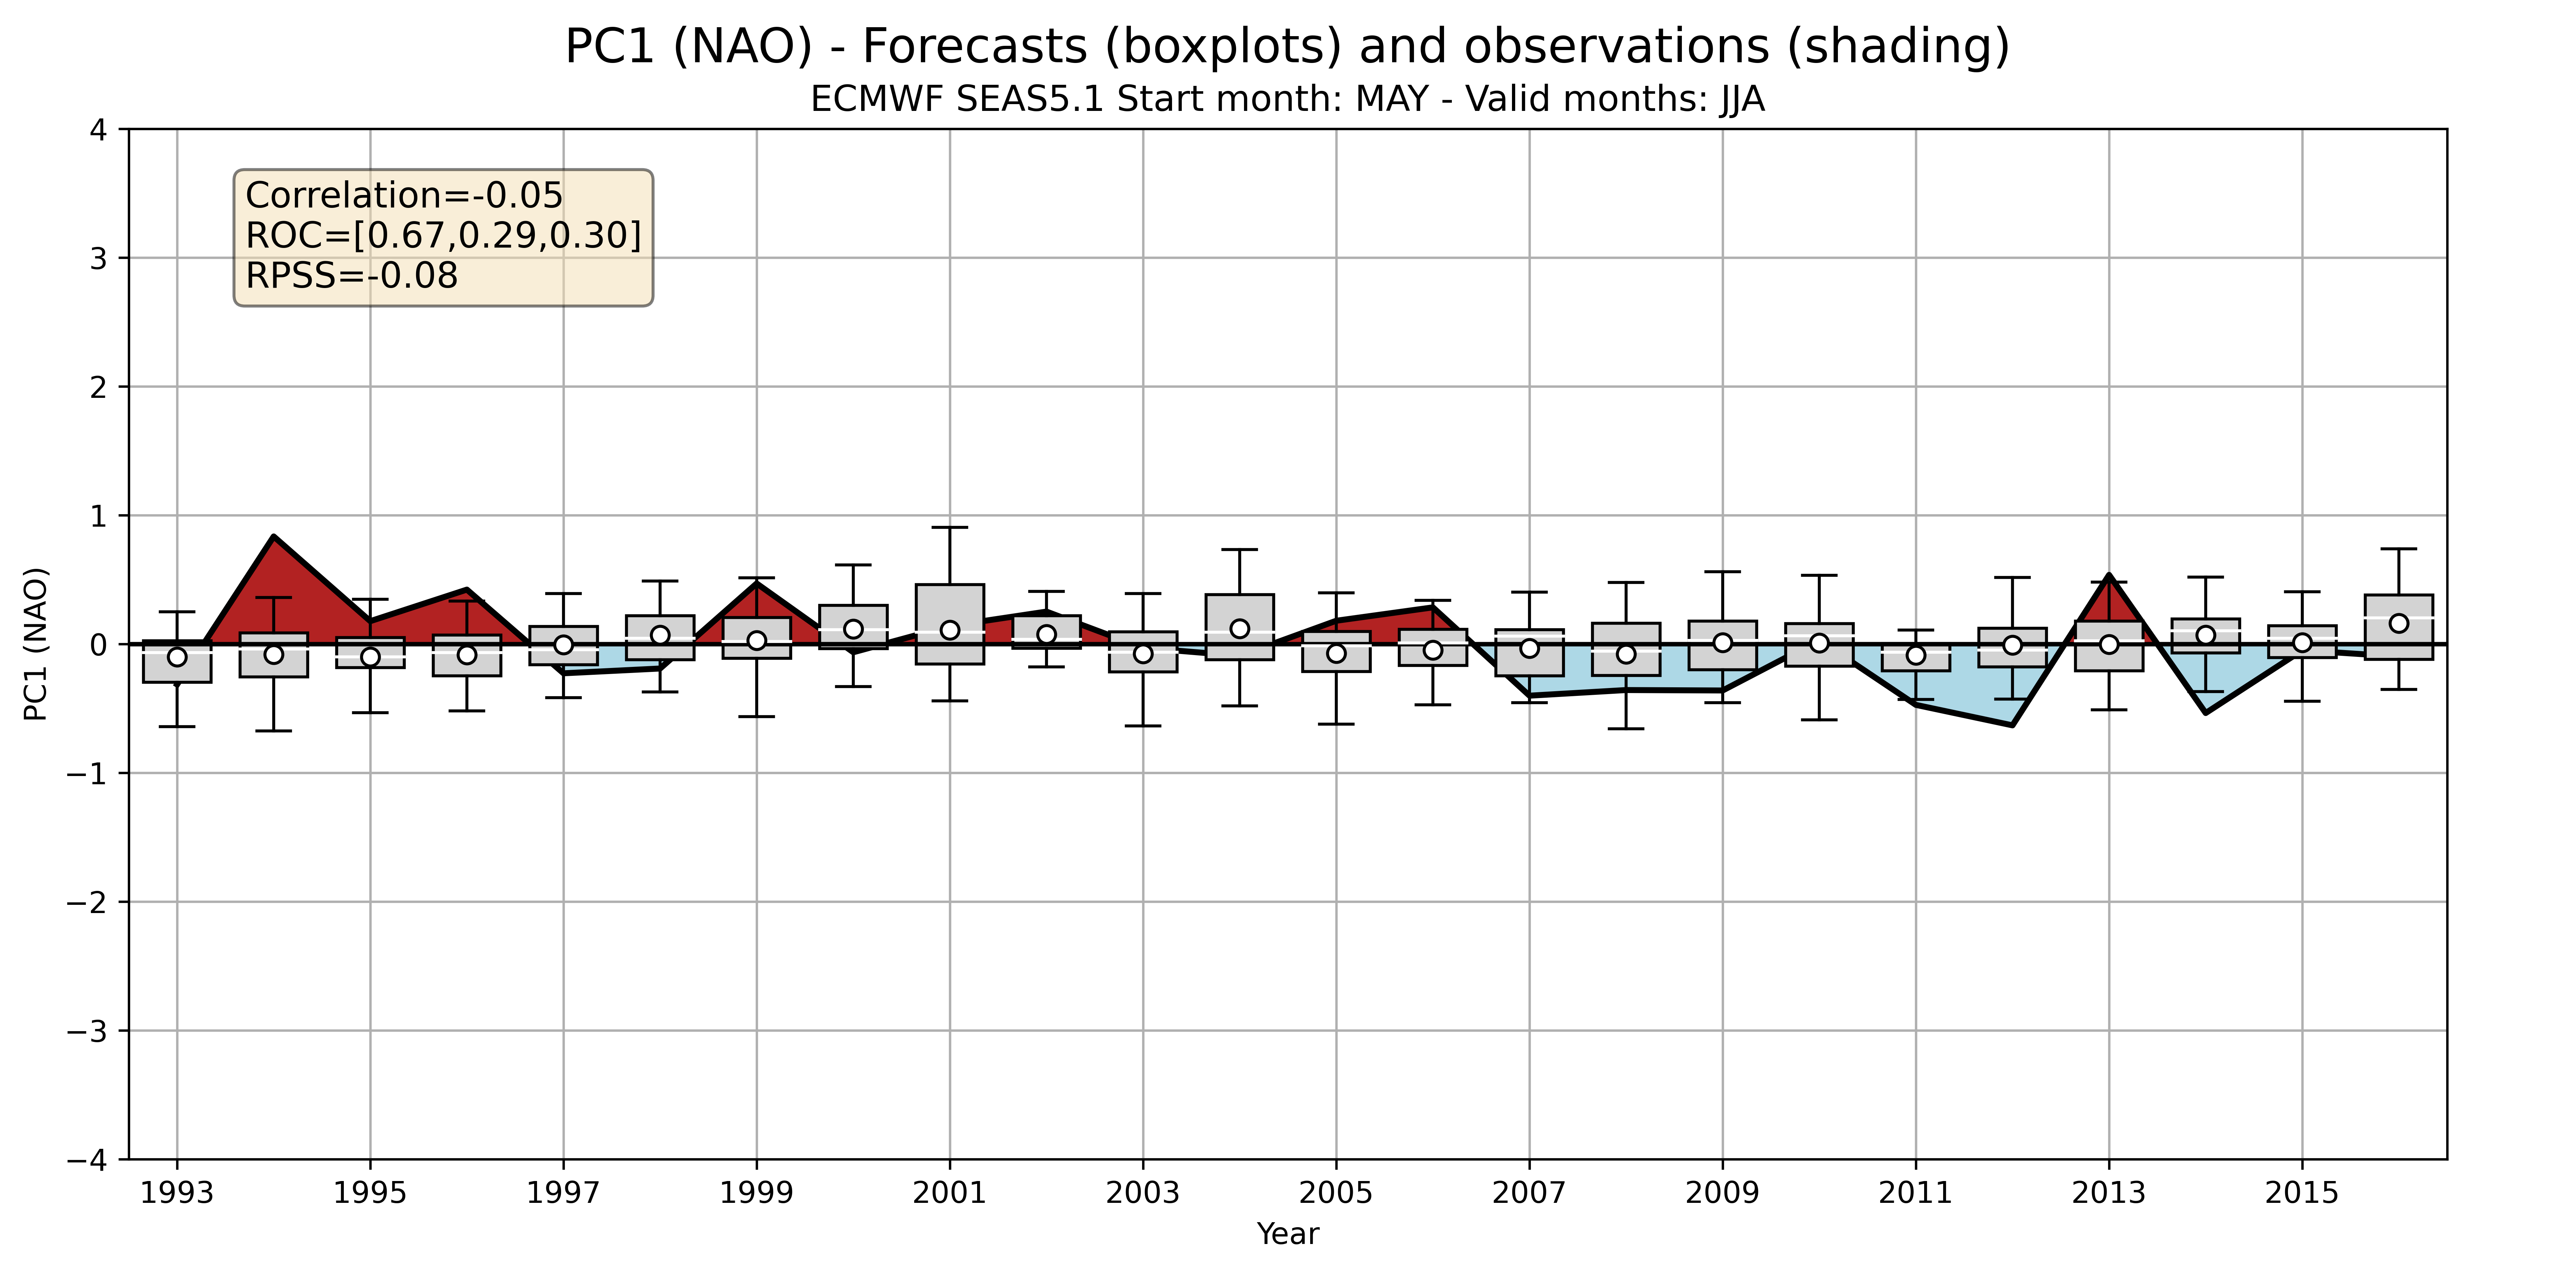 PC1 (NAO) - Forecasts (boxplots) and observations (shading)
ECMWF SEAS5.1 Start month: MAY - Valid months: JJA
Correlation=-0.05
ROC=[0.67,0.29,0.30]
RPSS=-0.08
PC1 (NAO)
4
3
2
1
0
−1
−2
−3
−4
1993 1995 1997 1999 2001 2003 2005 2007 2009 2011 2013 2015
Year